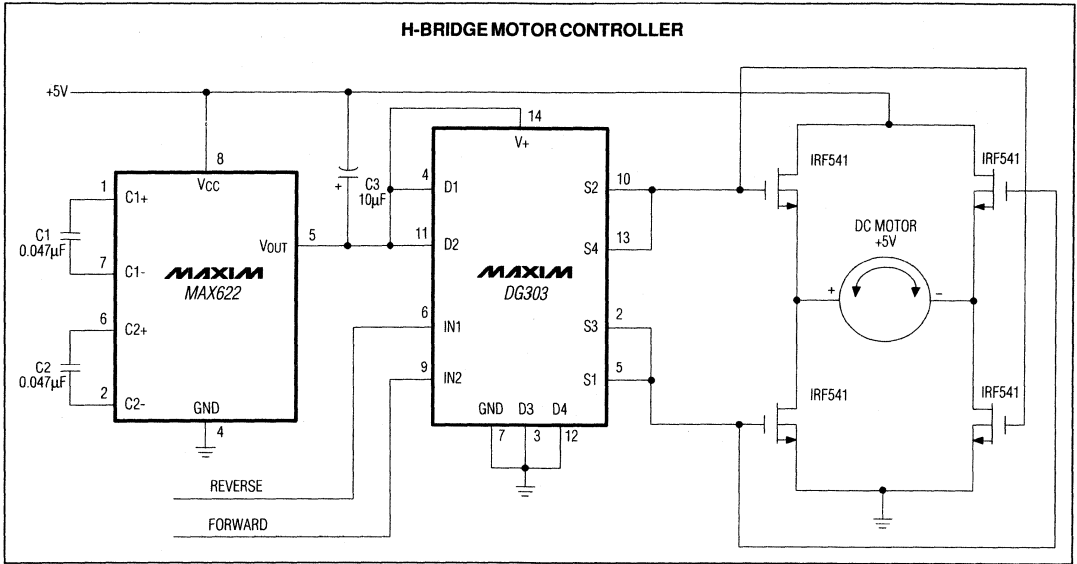 H-BRIDGE MOTOR CONTROLLER
+5V
8
VCC
1
C1+
C1
0.047µF
7
C1-
6
C2+
C2
0.047µF
2
C2-
MAXIM
MAX622
VOUT
5
GND
4
+
C3
10µF
14
V+
4
D1
11
D2
MAXIM
DG303
6
IN1
9
IN2
S2
10
S4
13
S3
2
S1
5
GND
D3
D4
7
3
12
REVERSE
FORWARD
IRF541
IRF541
DC MOTOR
+5V
+
–
IRF541
IRF541